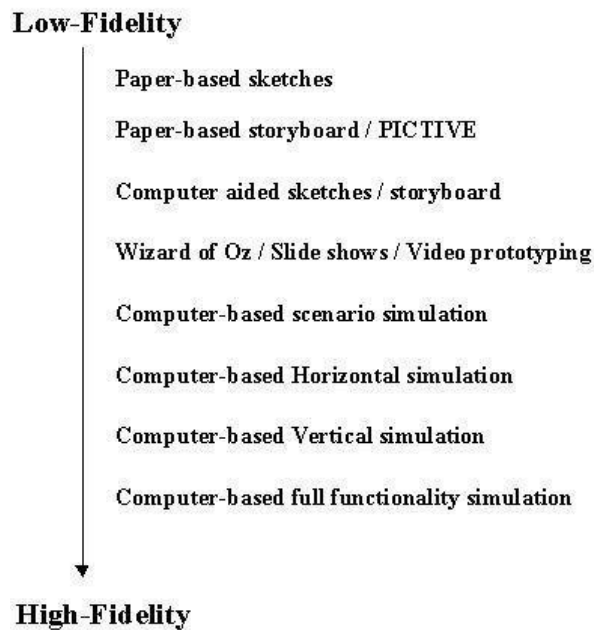 Low-Fidelity
Paper-based sketches
Paper-based storyboard / PICTIVE
Computer aided sketches / storyboard
Wizard of Oz / Slide shows / Video prototyping
Computer-based scenario simulation
Computer-based Horizontal simulation
Computer-based Vertical simulation
Computer-based full functionality simulation
High-Fidelity